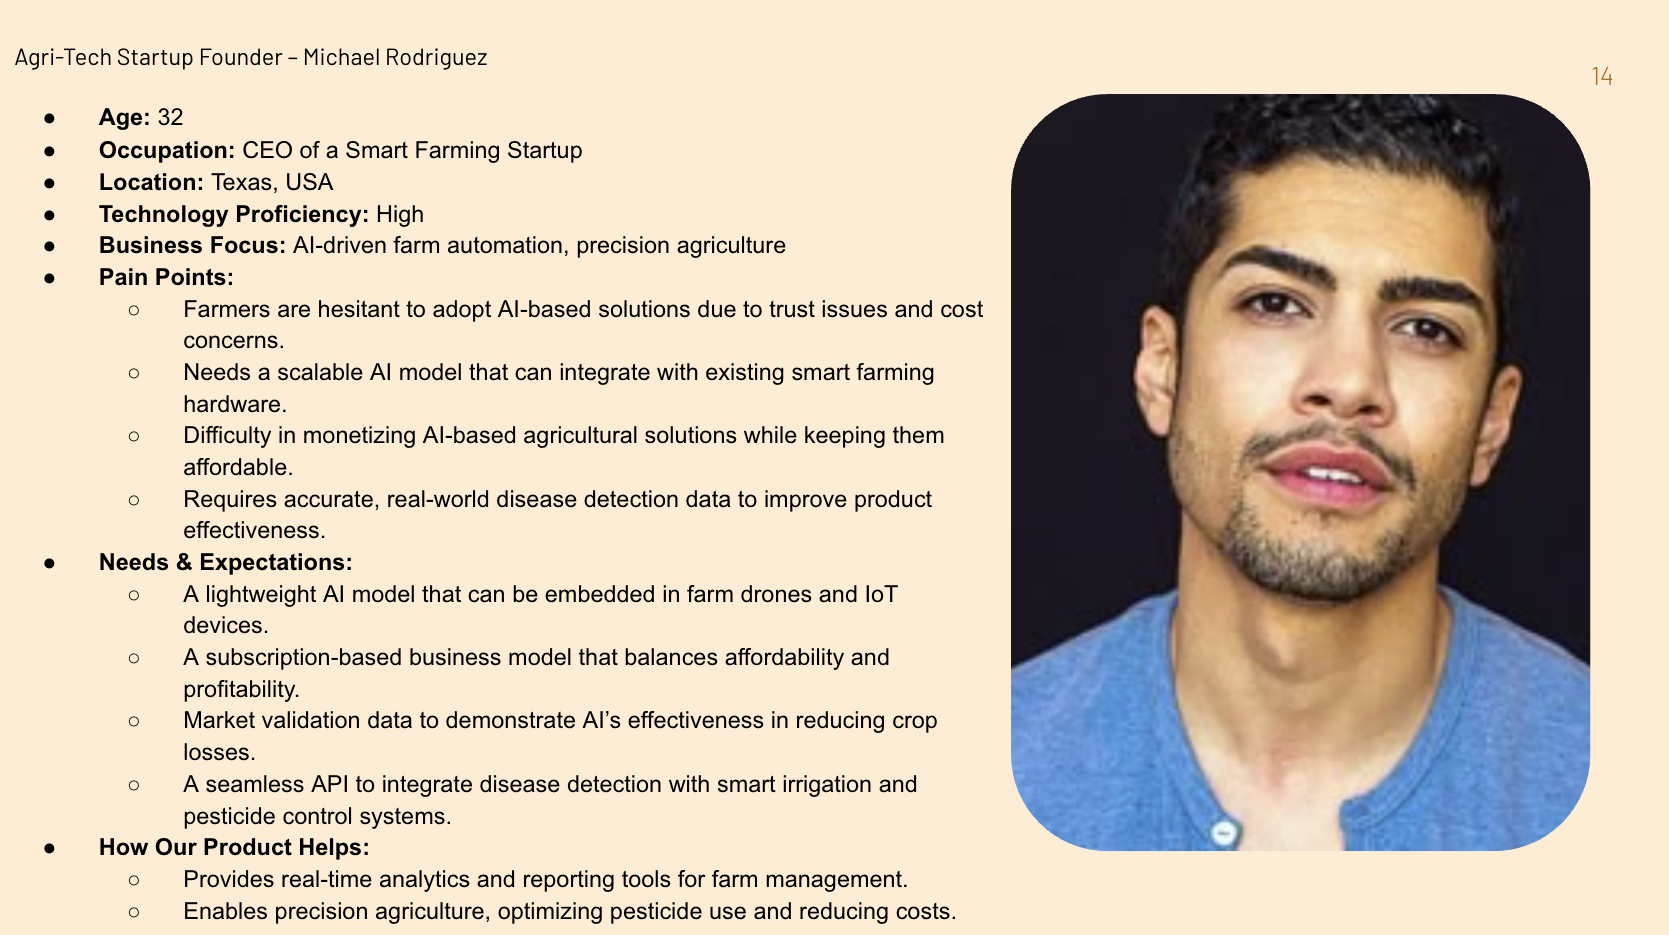 Agri-Tech Startup Founder – Michael Rodriguez
14
● Age: 32
● Occupation: CEO of a Smart Farming Startup
● Location: Texas, USA
● Technology Proficiency: High
● Business Focus: AI-driven farm automation, precision agriculture
● Pain Points:
○ Farmers are hesitant to adopt AI-based solutions due to trust issues and cost
concerns.
○ Needs a scalable AI model that can integrate with existing smart farming
hardware.
○ Difficulty in monetizing AI-based agricultural solutions while keeping them
affordable.
○ Requires accurate, real-world disease detection data to improve product
effectiveness.
● Needs & Expectations:
○ A lightweight AI model that can be embedded in farm drones and IoT
devices.
○ A subscription-based business model that balances affordability and
profitability.
○ Market validation data to demonstrate AI’s effectiveness in reducing crop
losses.
○ A seamless API to integrate disease detection with smart irrigation and
pesticide control systems.
● How Our Product Helps:
○ Provides real-time analytics and reporting tools for farm management.
○ Enables precision agriculture, optimizing pesticide use and reducing costs.